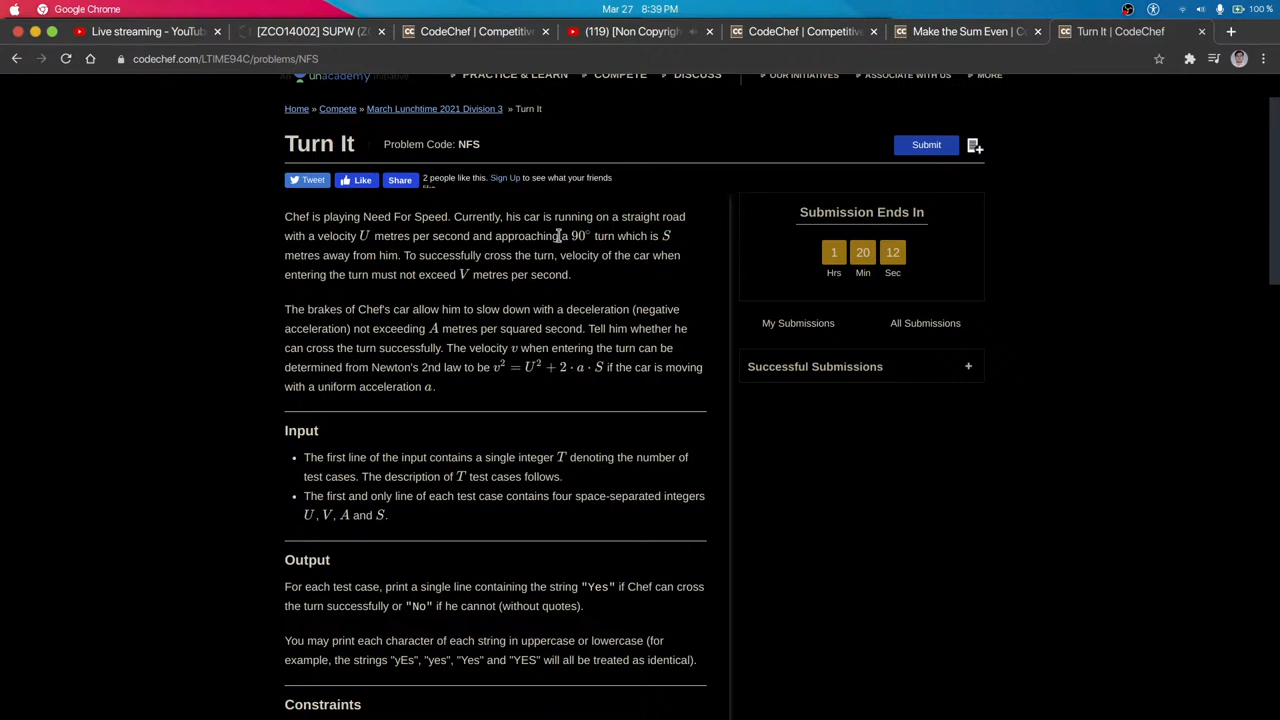 Google Chrome
Mar 27 8:39 PM
100 %
Live streaming - YouTub
[ZCO14002] SUPW (ZC
CodeChef | Competitive
(119) [Non Copyrigh
CodeChef | Competitive
Make the Sum Even | Co
Turn It | CodeChef
codechef.com/LTIME94C/problems/NFS
An unacademy initiative
PRACTICE & LEARN
COMPETE
DISCUSS
OUR INITIATIVES
ASSOCIATE WITH US
MORE
Home » Compete » March Lunchtime 2021 Division 3 » Turn It
Turn It
Problem Code: NFS
Submit
Tweet
Like
Share
2 people like this. Sign Up to see what your friends
like.
Chef is playing Need For Speed. Currently, his car is running on a straight road
with a velocity U metres per second and approaching a 90° turn which is S
metres away from him. To successfully cross the turn, velocity of the car when
entering the turn must not exceed V metres per second.
The brakes of Chef's car allow him to slow down with a deceleration (negative
acceleration) not exceeding A metres per squared second. Tell him whether he
can cross the turn successfully. The velocity v when entering the turn can be
determined from Newton's 2nd law to be v² = U² + 2 · a · S if the car is moving
with a uniform acceleration a.
Input
• The first line of the input contains a single integer T denoting the number of
test cases. The description of T test cases follows.
• The first and only line of each test case contains four space-separated integers
U, V, A and S.
Output
For each test case, print a single line containing the string "Yes" if Chef can cross
the turn successfully or "No" if he cannot (without quotes).
You may print each character of each string in uppercase or lowercase (for
example, the strings "yEs", "yes", "Yes" and "YES" will all be treated as identical).
Constraints
Submission Ends In
1 20 12
Hrs Min Sec
My Submissions
All Submissions
Successful Submissions +